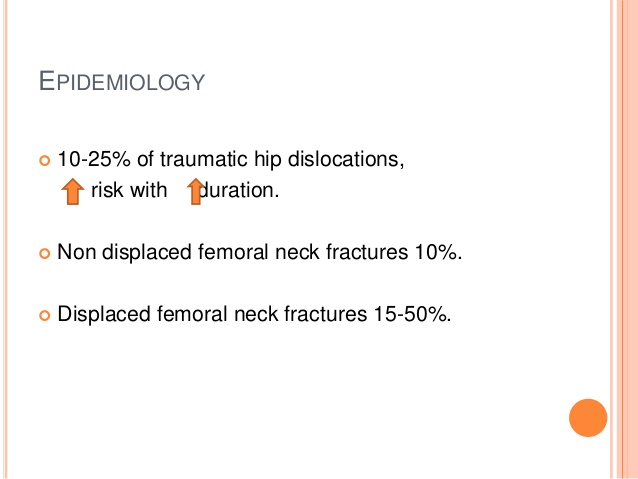 EPIDEMIOLOGY
10-25% of traumatic hip dislocations,
risk with duration.
Non displaced femoral neck fractures 10%.
Displaced femoral neck fractures 15-50%.